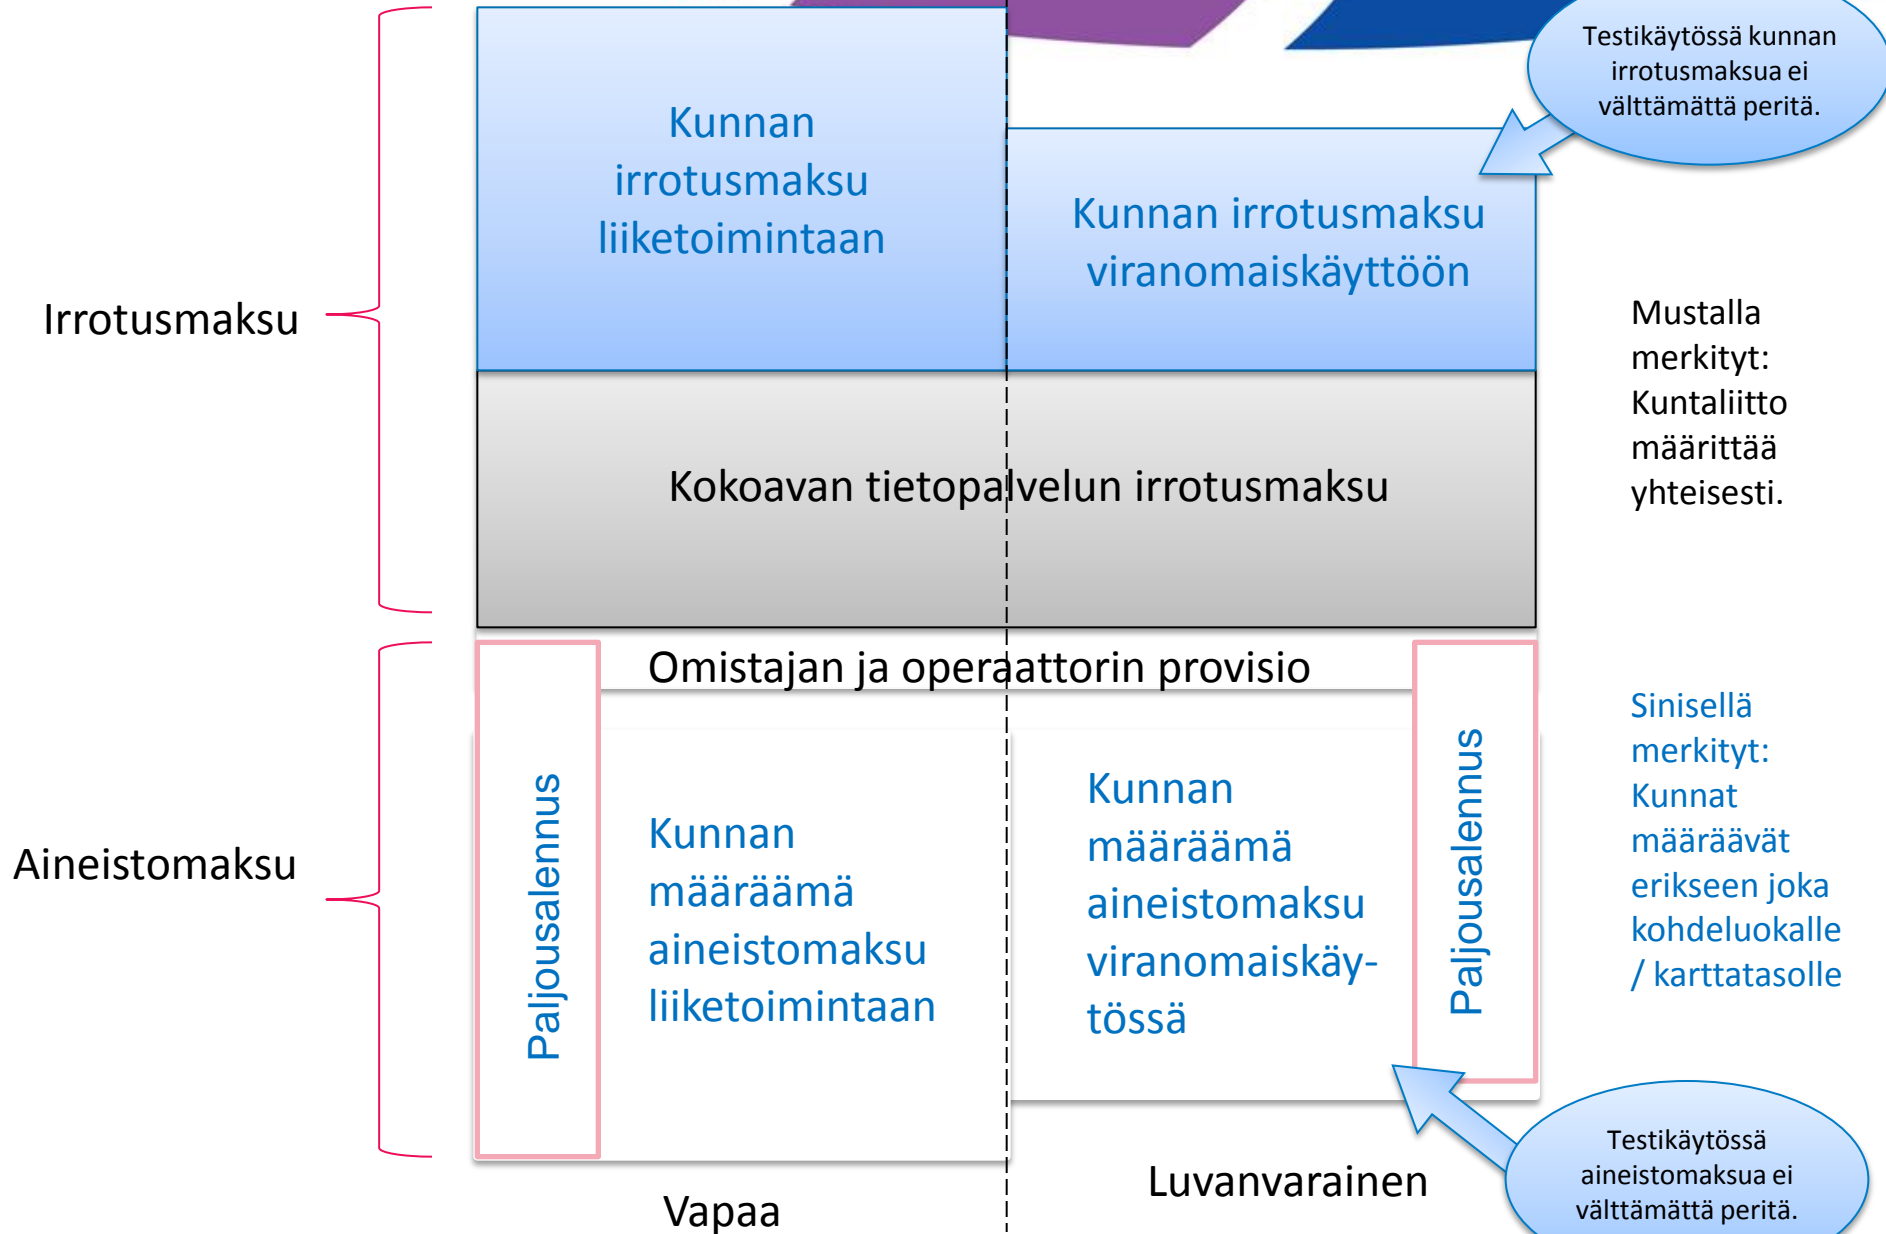 Testikäytössä kunnan
irrotusmaksua ei
välttämättä peritä.
Kunnan
irrotusmaksu
liiketoimintaan
Kunnan irrotusmaksu
viranomaiskäyttöön
Irrotusmaksu
Mustalla
merkityt:
Kuntaliitto
määrittää
yhteisesti.
Kokoavan tietopalvelun irrotusmaksu
Omistajan ja operaattorin provisio
Aineistomaksu
Paljousalennus
Kunnan
määräämä
aineistomaksu
liiketoimintaan
Kunnan
määräämä
aineistomaksu
viranomaiskäy-
tössä
Paljousalennus
Sinisellä
merkityt:
Kunnat
määräävät
erikseen joka
kohdeluokalle
/ karttatasolle
Testikäytössä
aineistomaksua ei
välttämättä peritä.
Vapaa
Luvanvarainen